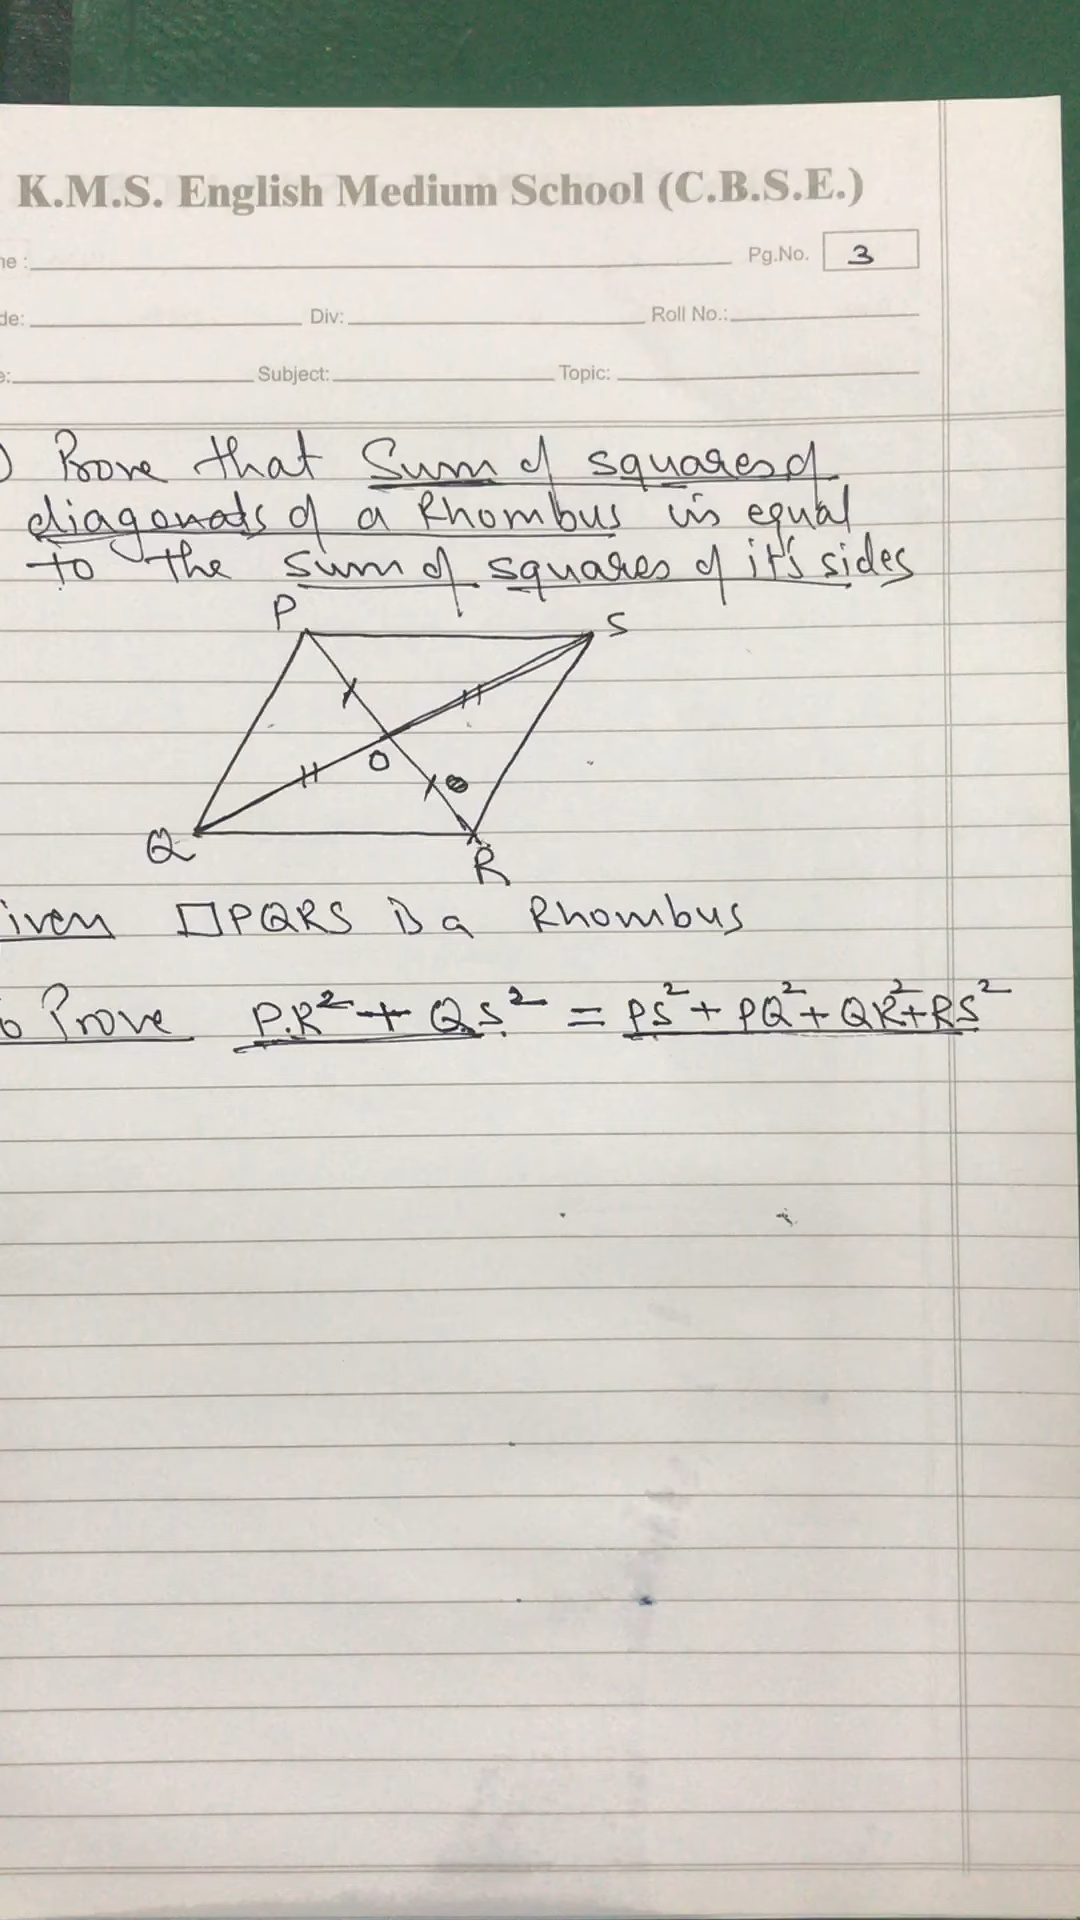 K.M.S. English Medium School (C.B.S.E.)
Pg.No. 3
Div: Roll No.:
Subject: Topic:
Prove that Sum of squares of
diagonals of a Rhombus is equal
to the sum of squares of it's sides
P S
O
Q R
iven □PQRS is a Rhombus
o Prove PR² + QS² = PS² + PQ² + QR² + RS²